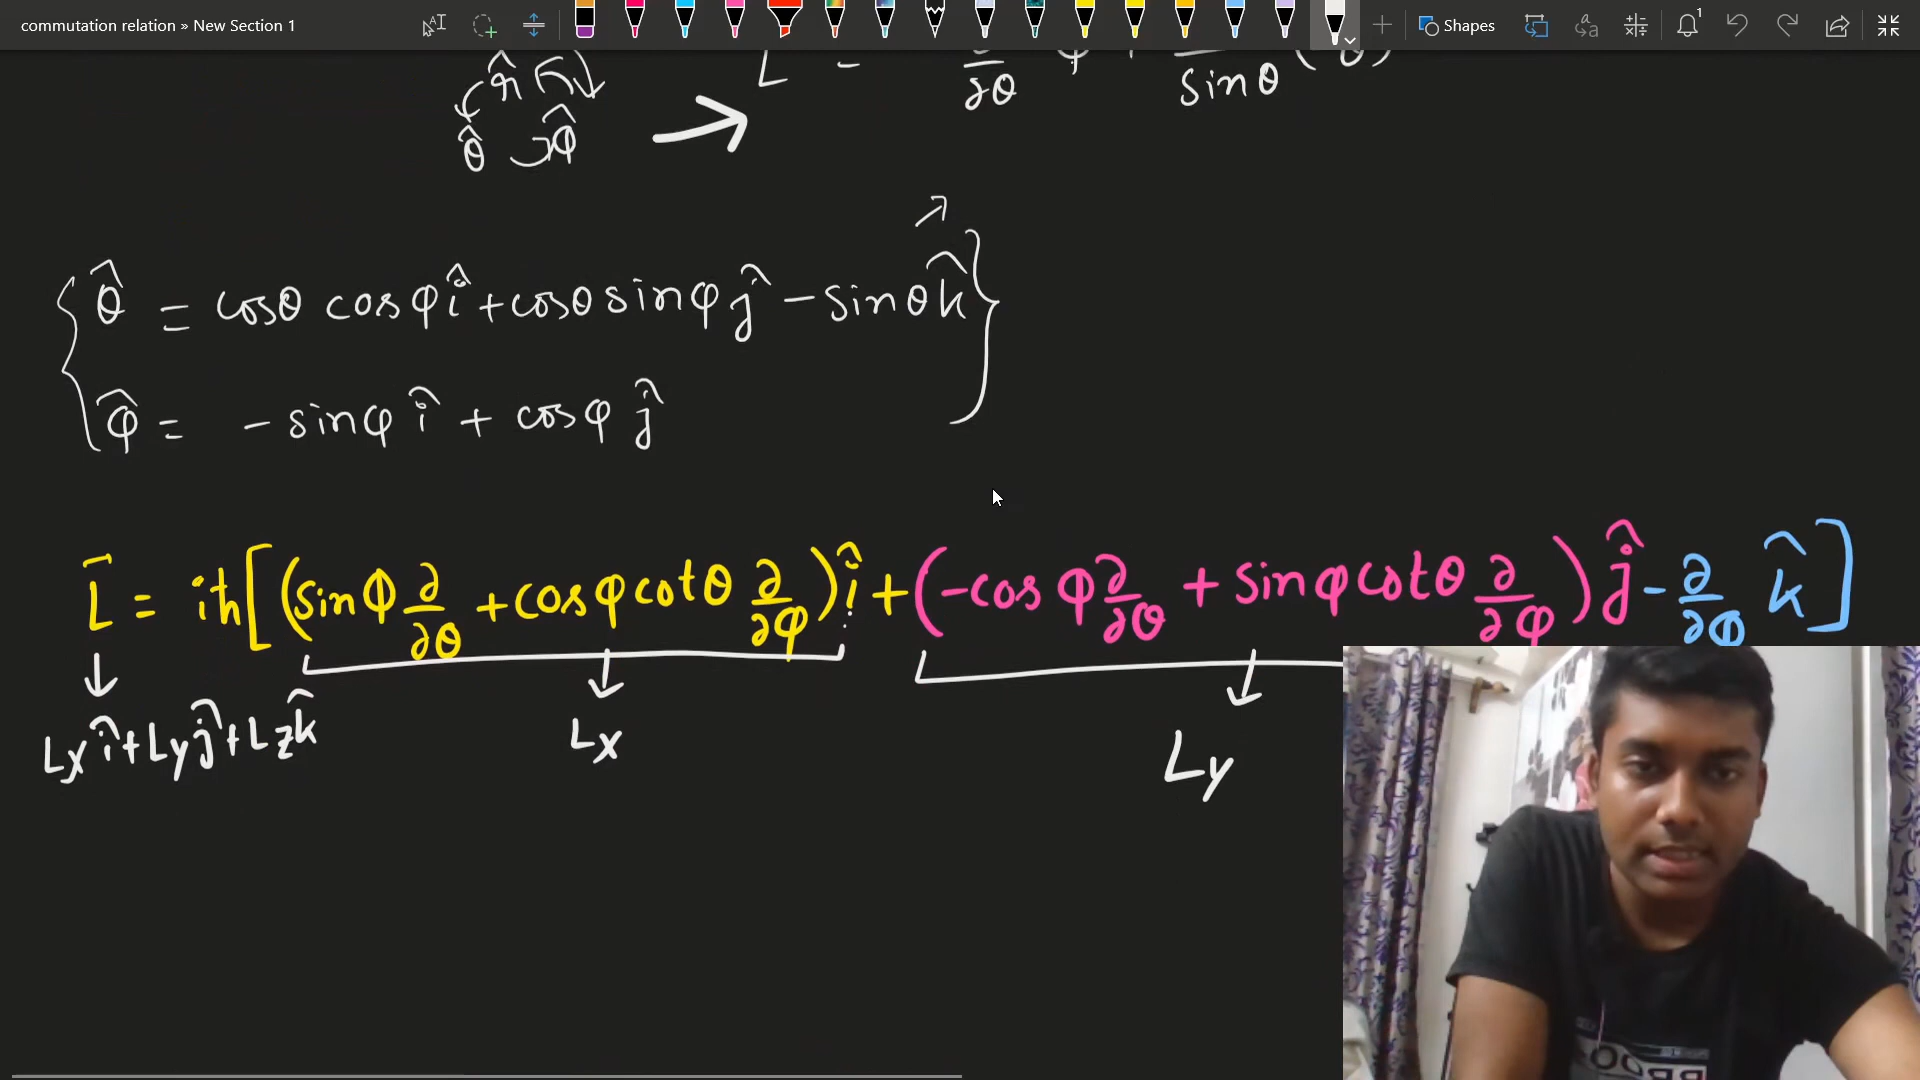 commutation relation » New Section 1
Shapes
1
r̂
θ̂ φ̂
L = ∂/∂θ φ + /sinθ ( θ )
θ̂ = cosθ cosφ î + cosθ sinφ ĵ − sinθ k̂
φ̂ = - sinφ î + cosφ ĵ
L = iħ[(sinΦ ∂/∂θ + cosφ cotθ ∂/∂φ) î + (-cosφ ∂/∂θ + sinφ cotθ ∂/∂φ) ĵ - ∂/∂Φ k̂]
Lx î + Ly ĵ + Lz k̂
Lx
Ly